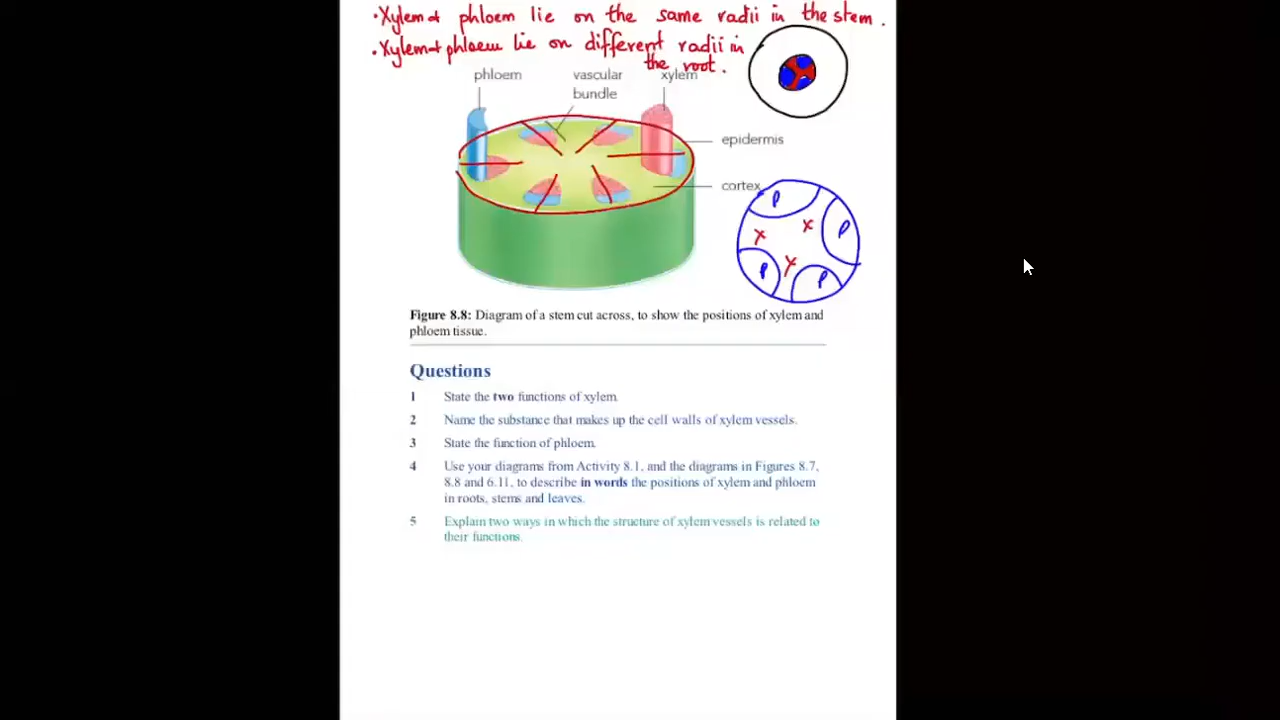 • Xylem & phloem lie on the same radii in the stem.
• Xylem & phloem lie on different radii in
the root.
phloem
vascular
bundle
xylem
epidermis
cortex
P
P
X
X
X
P
P
Figure 8.8: Diagram of a stem cut across, to show the positions of xylem and
phloem tissue.
Questions
1 State the two functions of xylem.
2 Name the substance that makes up the cell walls of xylem vessels.
3 State the function of phloem.
4 Use your diagrams from Activity 8.1, and the diagrams in Figures 8.7,
8.8 and 6.11, to describe in words the positions of xylem and phloem
in roots, stems and leaves.
5 Explain two ways in which the structure of xylem vessels is related to
their functions.